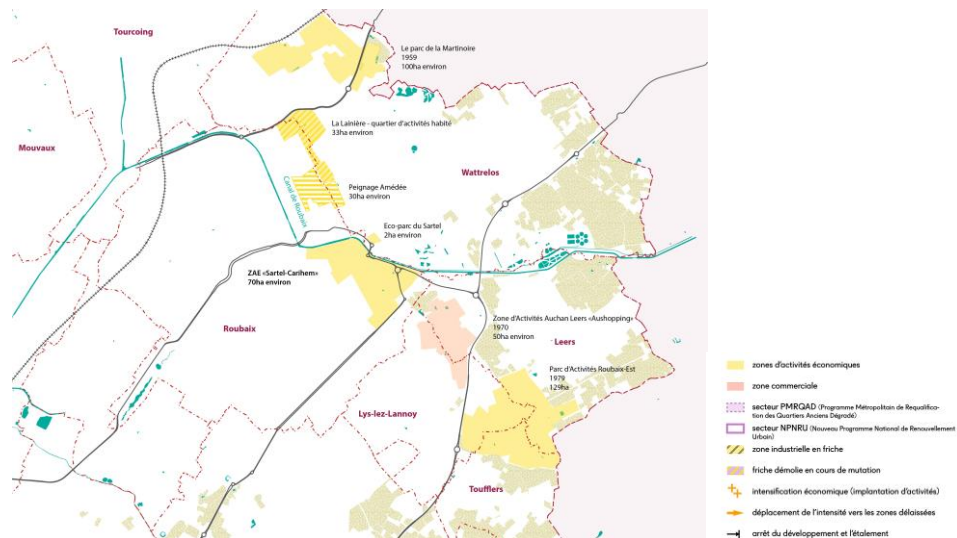 Tourcoing
Le parc de la Martinoire
1959
100ha environ
La Lainière - quartier d'activités habité
33ha environ
Mouvaux
Wattrelos
Canal de Roubaix
Peignage Amédée
30ha environ
Eco-parc du Sartel
2ha environ
ZAE «Sartel-Carihem»
70ha environ
Roubaix
Zone d'Activités Auchan Leers «Aushopping»
1970
50ha environ
Leers
Parc d'Activités Roubaix-Est
1979
129ha
Lys-lez-Lannoy
Toufflers
zones d'activités économiques
zone commerciale
secteur PMRQAD (Programme Métropolitain de Requalifica-
tion des Quartiers Anciens Dégradé)
secteur NPNRU (Nouveau Programme National de Renouvellement
Urbain)
zone industrielle en friche
friche démolie en cours de mutation
intensification économique (implantation d'activités)
déplacement de l'intensité vers les zones délaissées
arrêt du développement et l'étalement